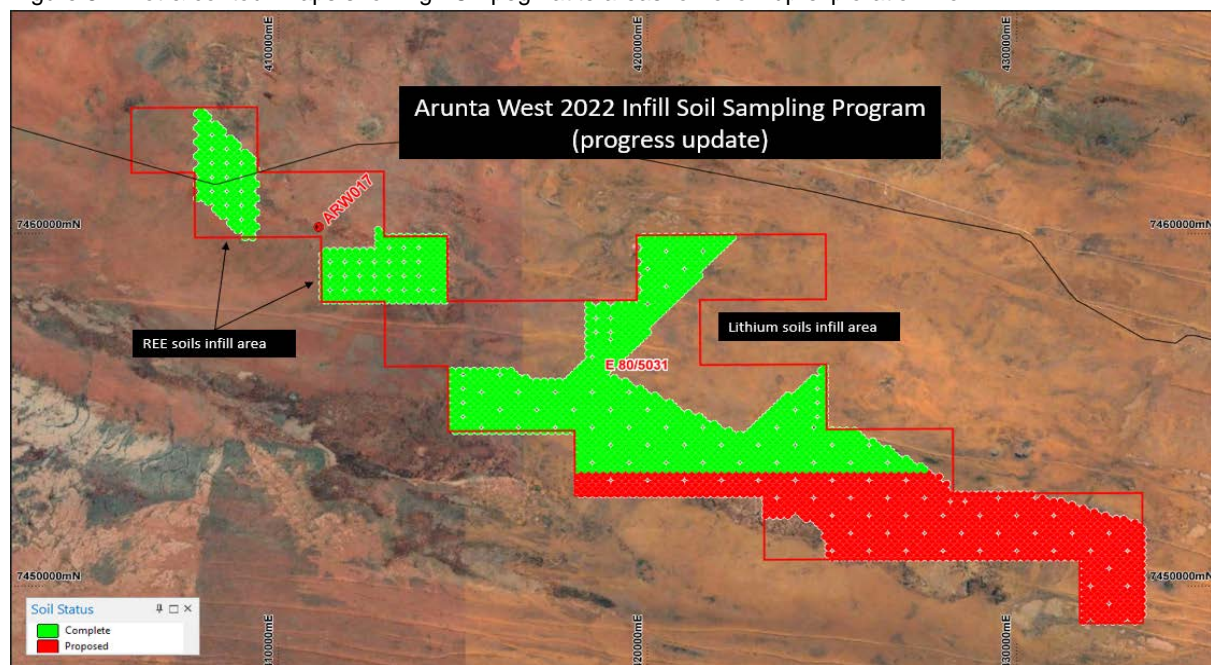 410000mE
420000mE
430000mE
Arunta West 2022 Infill Soil Sampling Program
(progress update)
ARW017
7460000mN
7460000mN
REE soils infill area
Lithium soils infill area
E 80/5031
7450000mN
7450000mN
Soil Status
Complete
Proposed
410000mE
420000mE
430000mE